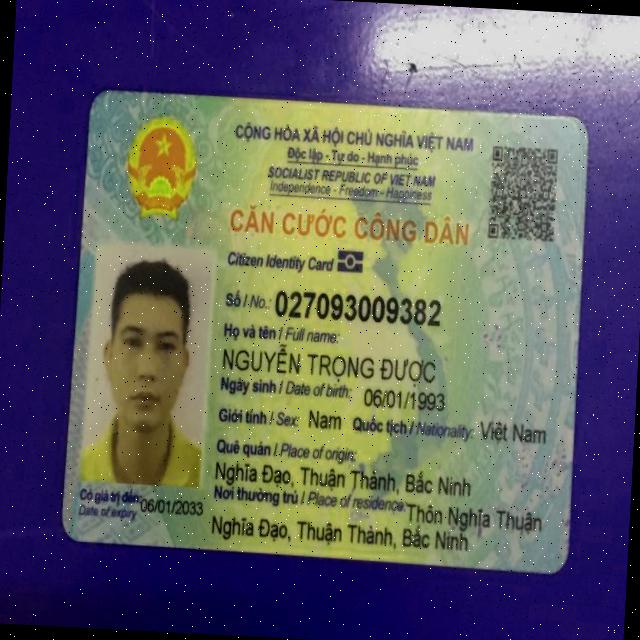 CỘNG HÒA XÃ HỘI CHỦ NGHĨA VIỆT NAM
Độc lập - Tự do - Hạnh phúc
SOCIALIST REPUBLIC OF VIET NAM
Independence - Freedom - Happiness
CĂN CƯỚC CÔNG DÂN
Citizen Identity Card
Số / No.: 027093009382
Họ và tên / Full name:
NGUYỄN TRỌNG ĐƯỢC
Ngày sinh / Date of birth: 06/01/1993
Giới tính / Sex: Nam Quốc tịch / Nationality: Việt Nam
Quê quán / Place of origin:
Nghĩa Đạo, Thuận Thành, Bắc Ninh
Nơi thường trú / Place of residence: Thôn Nghĩa Thuận
Nghĩa Đạo, Thuận Thành, Bắc Ninh
Có giá trị đến: 06/01/2033
Date of expiry